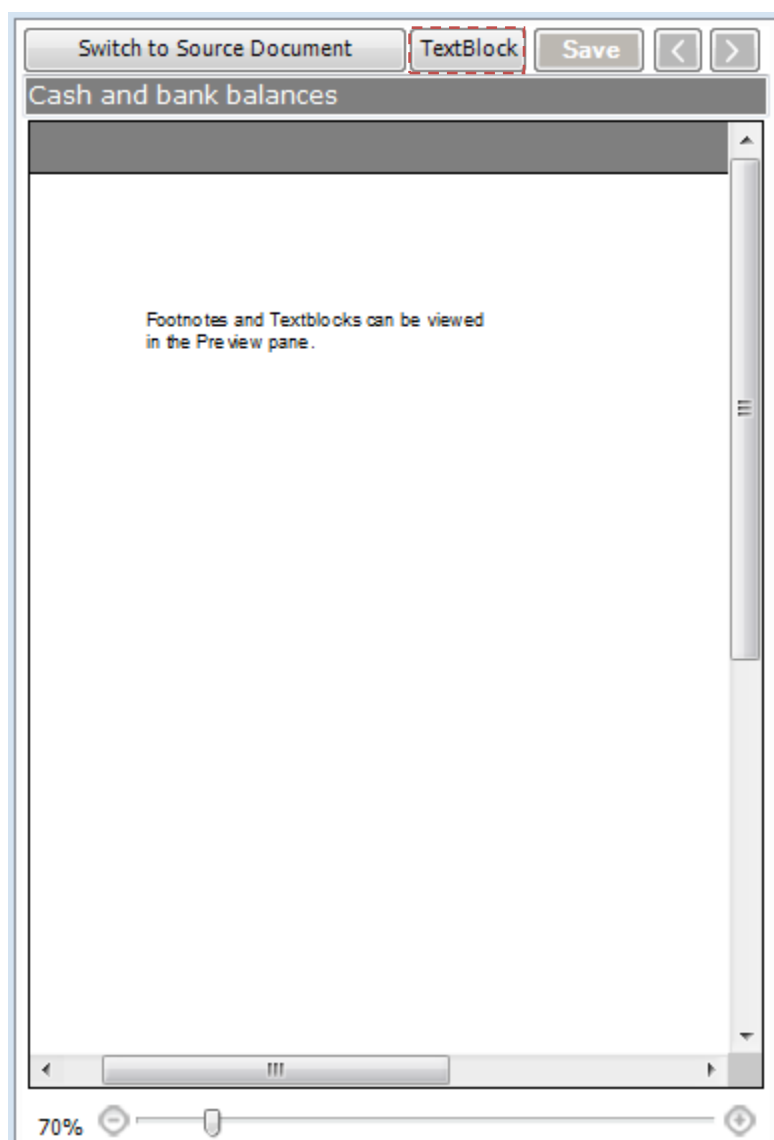 Switch to Source Document TextBlock Save < >
Cash and bank balances
Footnotes and Textblocks can be viewed
in the Preview pane.
70%